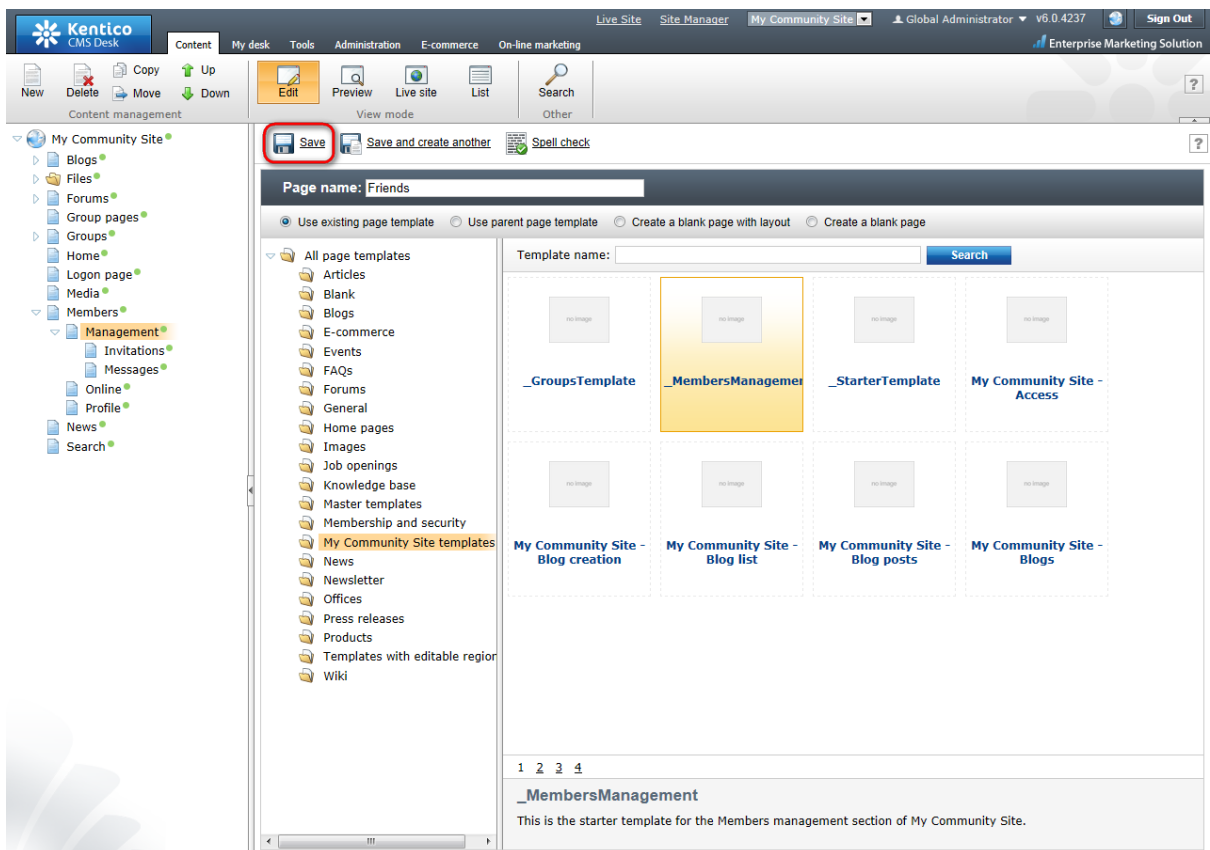 Kentico
CMS Desk
Live Site Site Manager My Community Site Global Administrator v6.0.4237 Sign Out
Content My desk Tools Administration E-commerce On-line marketing
Enterprise Marketing Solution
New Delete Copy Move Up Down
Edit Preview Live site List
Search
Content management View mode Other
?
My Community Site
Blogs
Files
Forums
Group pages
Groups
Home
Logon page
Media
Members
Management
Invitations
Messages
Online
Profile
News
Search
Save Save and create another Spell check
?
Page name: Friends
Use existing page template Use parent page template Create a blank page with layout Create a blank page
All page templates
Articles
Blank
Blogs
E-commerce
Events
FAQs
Forums
General
Home pages
Images
Job openings
Knowledge base
Master templates
Membership and security
My Community Site templates
News
Newsletter
Offices
Press releases
Products
Templates with editable region
Wiki
Template name: Search
no image no image no image no image
_GroupsTemplate
_MembersManagemen
_StarterTemplate
My Community Site -
Access
no image no image no image no image
My Community Site -
Blog creation
My Community Site -
Blog list
My Community Site -
Blog posts
My Community Site -
Blogs
1 2 3 4
_MembersManagement
This is the starter template for the Members management section of My Community Site.